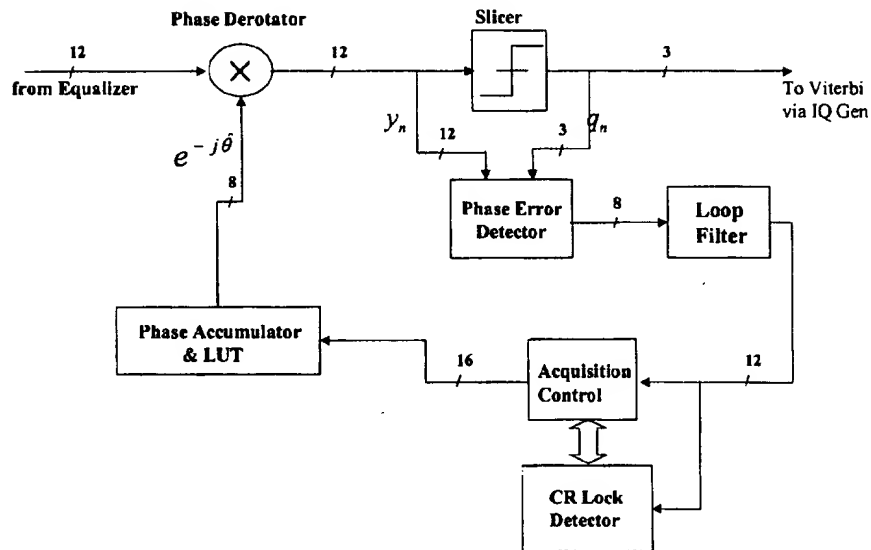 Phase Derotator
Slicer
12
12
3
from Equalizer
To Viterbi
via IQ Gen
y_n
12
3
q_n
e^{-jθ̂}
8
Phase Error
Detector
8
Loop
Filter
Phase Accumulator
& LUT
16
Acquisition
Control
12
CR Lock
Detector